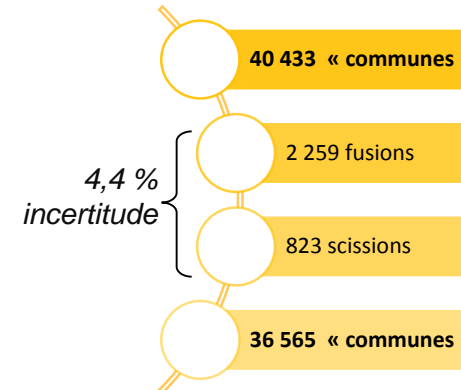 40 433 « communes
2 259 fusions
4,4 %
incertitude
823 scissions
36 565 « communes